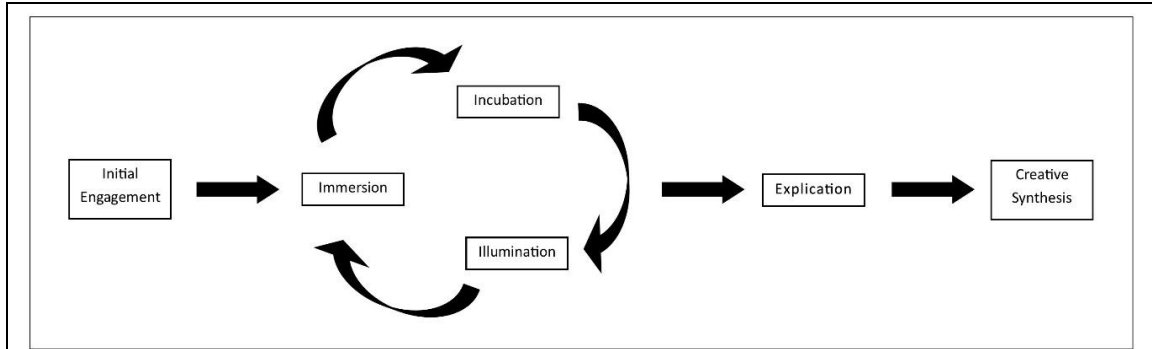 Initial
Engagement
Immersion
Incubation
Illumination
Explication
Creative
Synthesis